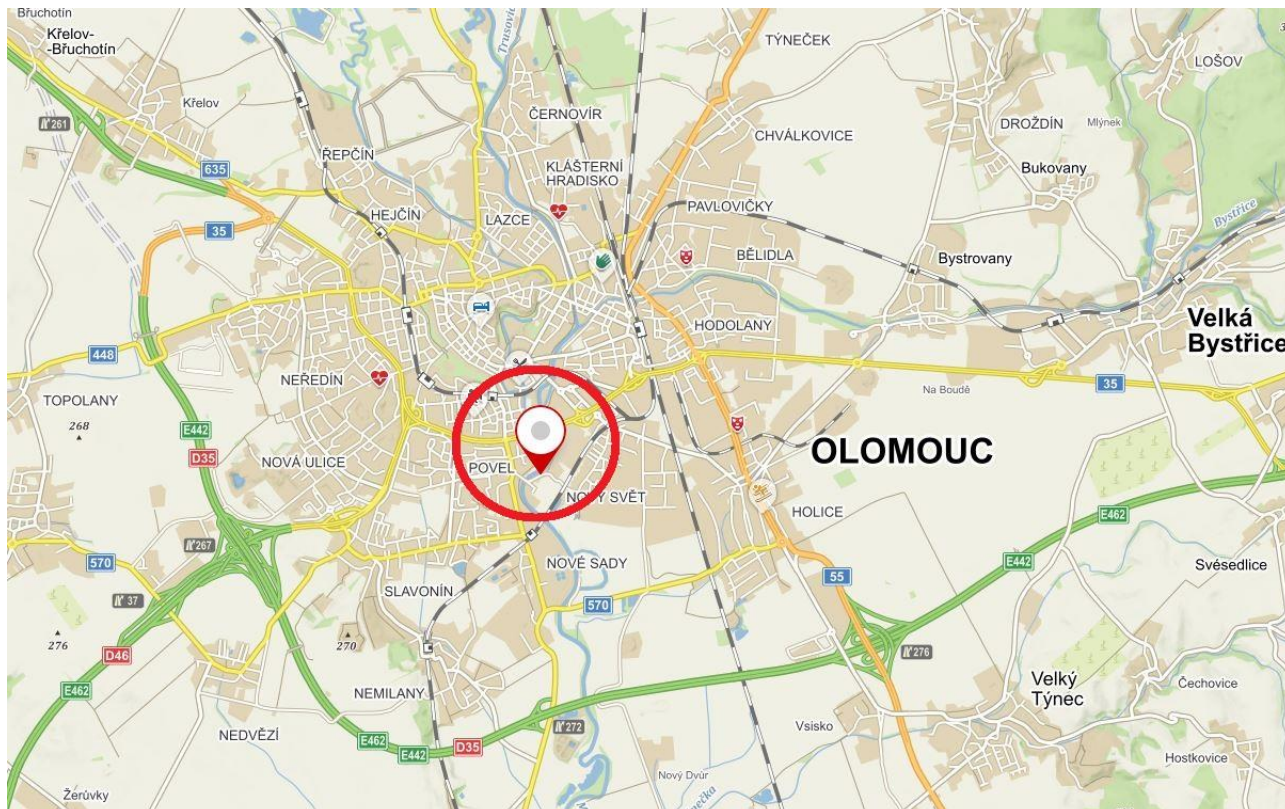 Břuchotín
Křelov-
-Břuchotín
Trusovic
TÝNEČEK
LOŠOV
Křelov
261
ČERNOVÍR
CHVÁLKOVICE
DROŽDÍN
Mlýnek
ŘEPČÍN
635
KLÁŠTERNÍ
HRADISKO
Bukovany
HEJČÍN
LAZCE
PAVLOVIČKY
Bystřice
35
BĚLIDLA
Bystrovany
HODOLANY
Velká
Bystřice
448
NEŘEDÍN
35
Na Boudě
TOPOLANY
268
E442
D35
NOVÁ ULICE
POVEL
OLOMOUC
E442
NOVÝ SVĚT
HOLICE
E462
267
570
NOVÉ SADY
Svésedlice
37
SLAVONÍN
570
55
E442
276
270
D46
276
E462
NEMILANY
Velký
Týnec
Čechovice
NEDVĚZÍ
E462
E442
D35
272
Vsisko
Hostkovice
Nový Dvůr
Žerůvky